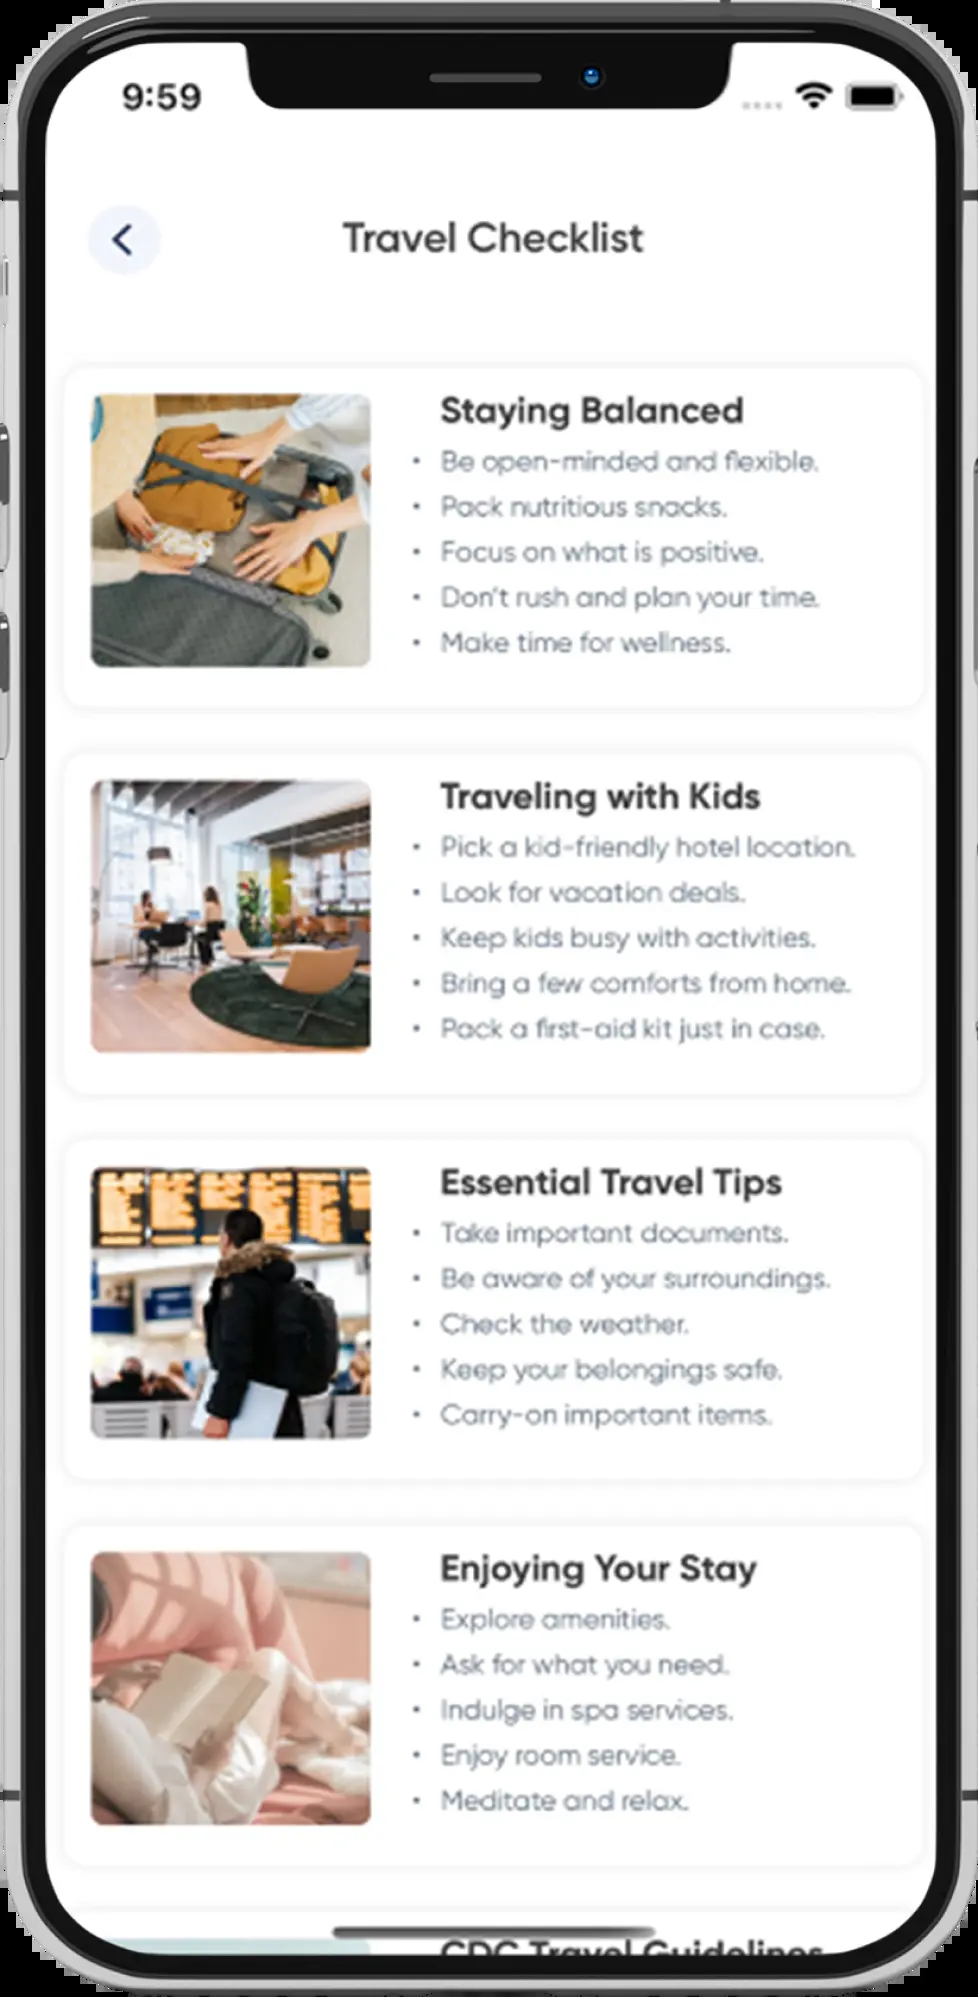 9:59
Travel Checklist
Staying Balanced
• Be open-minded and flexible.
• Pack nutritious snacks.
• Focus on what is positive.
• Don't rush and plan your time.
• Make time for wellness.
Traveling with Kids
• Pick a kid-friendly hotel location.
• Look for vacation deals.
• Keep kids busy with activities.
• Bring a few comforts from home.
• Pack a first-aid kit just in case.
Essential Travel Tips
• Take important documents.
• Be aware of your surroundings.
• Check the weather.
• Keep your belongings safe.
• Carry-on important items.
Enjoying Your Stay
• Explore amenities.
• Ask for what you need.
• Indulge in spa services.
• Enjoy room service.
• Meditate and relax.
CDC Travel Guidelines